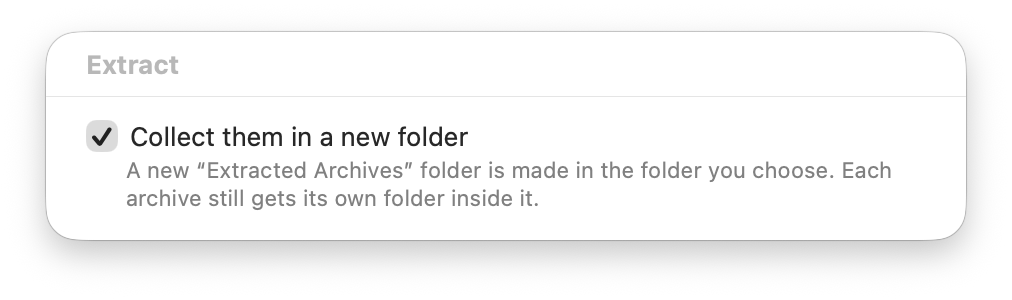 Extract
Collect them in a new folder
A new “Extracted Archives” folder is made in the folder you choose. Each
archive still gets its own folder inside it.